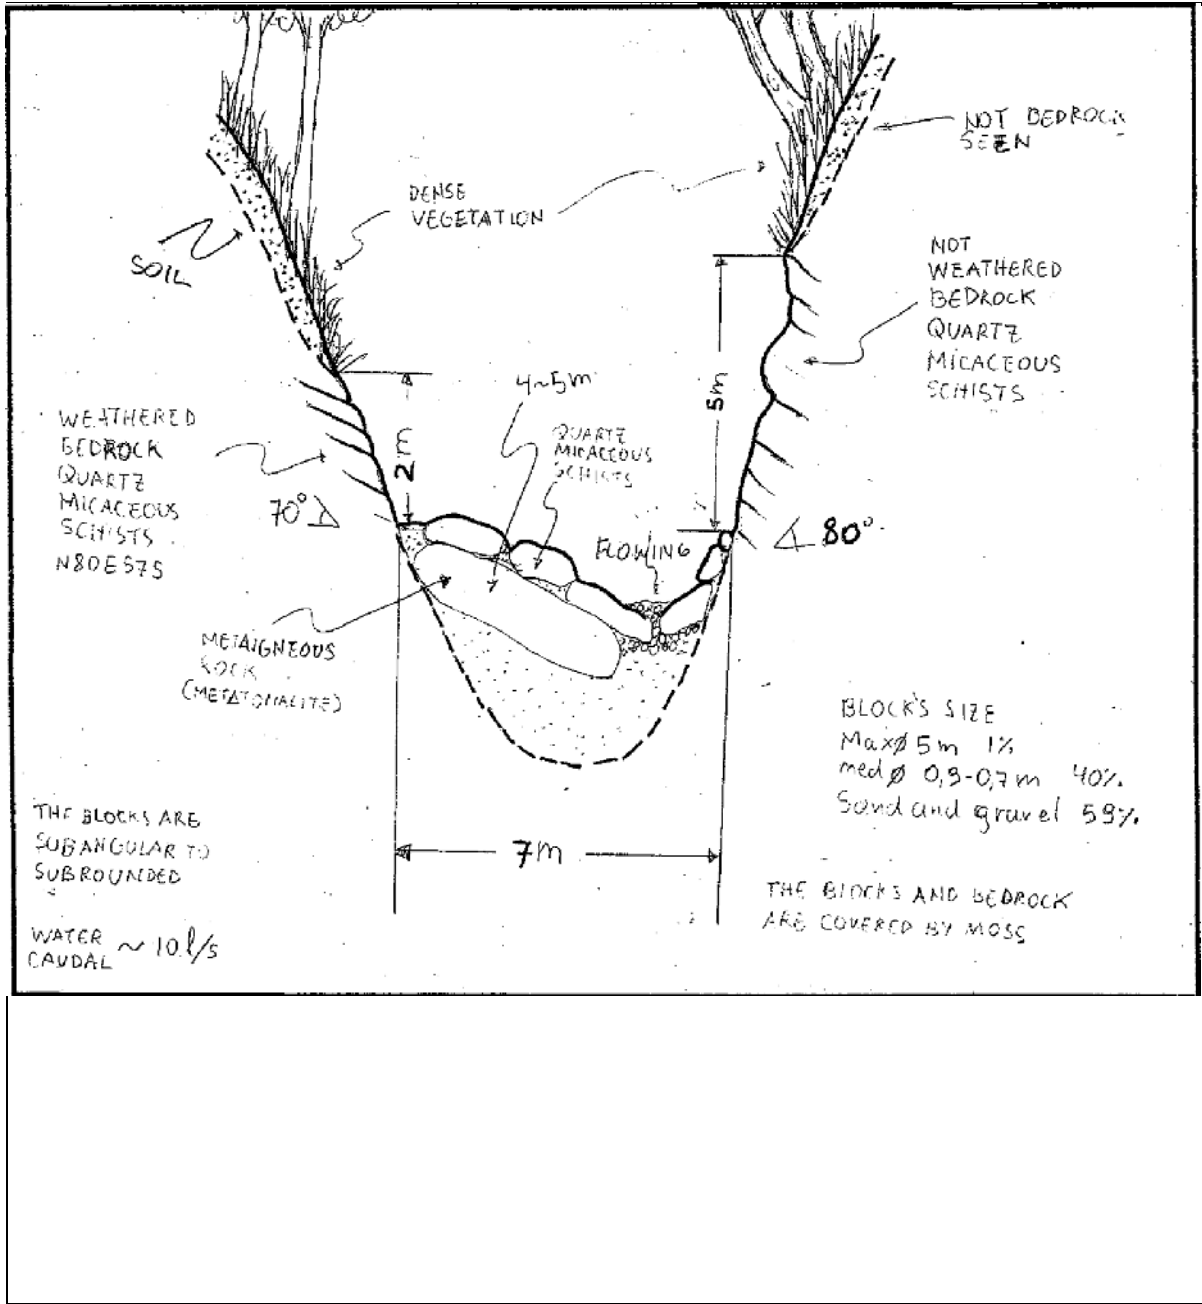 NOT BEDROCK
SEEN
DENSE
VEGETATION
SOIL
NOT
WEATHERED
BEDROCK
QUARTZ
MICACEOUS
SCHISTS
4~5m
5m
2m
QUARTZ
MICACEOUS
SCHISTS
WEATHERED
BEDROCK
QUARTZ
MICACEOUS
SCHISTS
N80E57S
70°
FLOWING
80°
METAIGNEOUS
ROCK
(METATONALITE)
BLOCK'S SIZE
Maxø 5m 1%
medø 0,3-0,7m 40%
Sand and gravel 59%
THE BLOCKS ARE
SUBANGULAR TO
SUBROUNDED
7m
THE BLOCKS AND BEDROCK
ARE COVERED BY MOSS
WATER
CAUDAL ~ 10 l/s